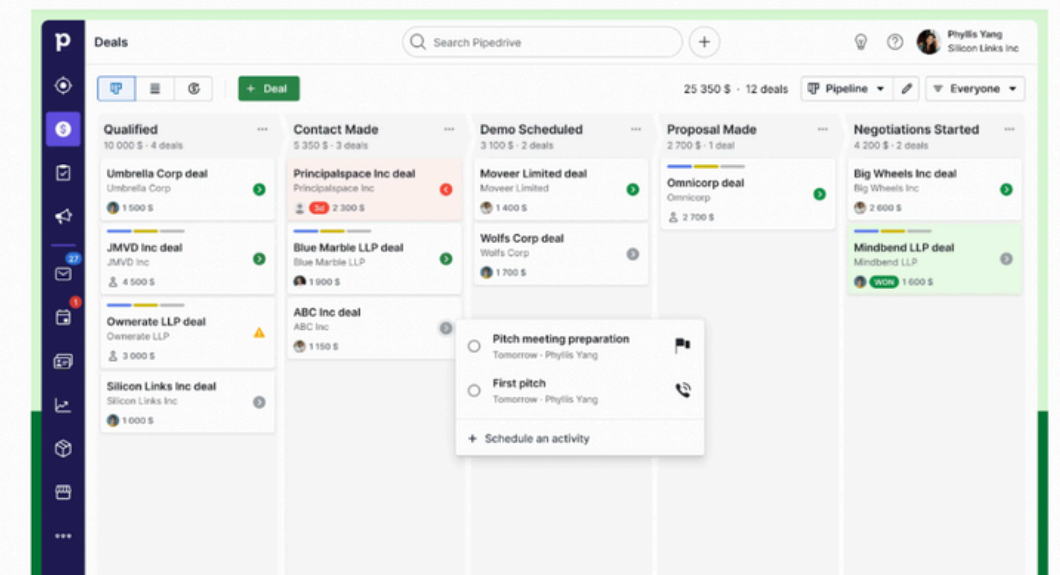 p
Deals
Search Pipedrive
+
Phyllis Yang
Silicon Links Inc
+ Deal
25 350 $ · 12 deals
Pipeline
Everyone
Qualified
10 000 $ · 4 deals
Umbrella Corp deal
Umbrella Corp
1 500 $
JMVD Inc deal
JMVD Inc
4 500 $
Ownerate LLP deal
Ownerate LLP
3 000 $
Silicon Links Inc deal
Silicon Links Inc
1 000 $
Contact Made
5 350 $ · 3 deals
Principalspace Inc deal
Principalspace Inc
3d 2 300 $
Blue Marble LLP deal
Blue Marble LLP
1 900 $
ABC Inc deal
ABC Inc
1 150 $
Demo Scheduled
3 100 $ · 2 deals
Moveer Limited deal
Moveer Limited
1 400 $
Wolfs Corp deal
Wolfs Corp
1 700 $
Proposal Made
2 700 $ · 1 deal
Omnicorp deal
Omnicorp
2 700 $
Negotiations Started
4 200 $ · 2 deals
Big Wheels Inc deal
Big Wheels Inc
2 600 $
Mindbend LLP deal
Mindbend LLP
WON 1 600 $
Pitch meeting preparation
Tomorrow · Phyllis Yang
First pitch
Tomorrow · Phyllis Yang
+ Schedule an activity
27
1